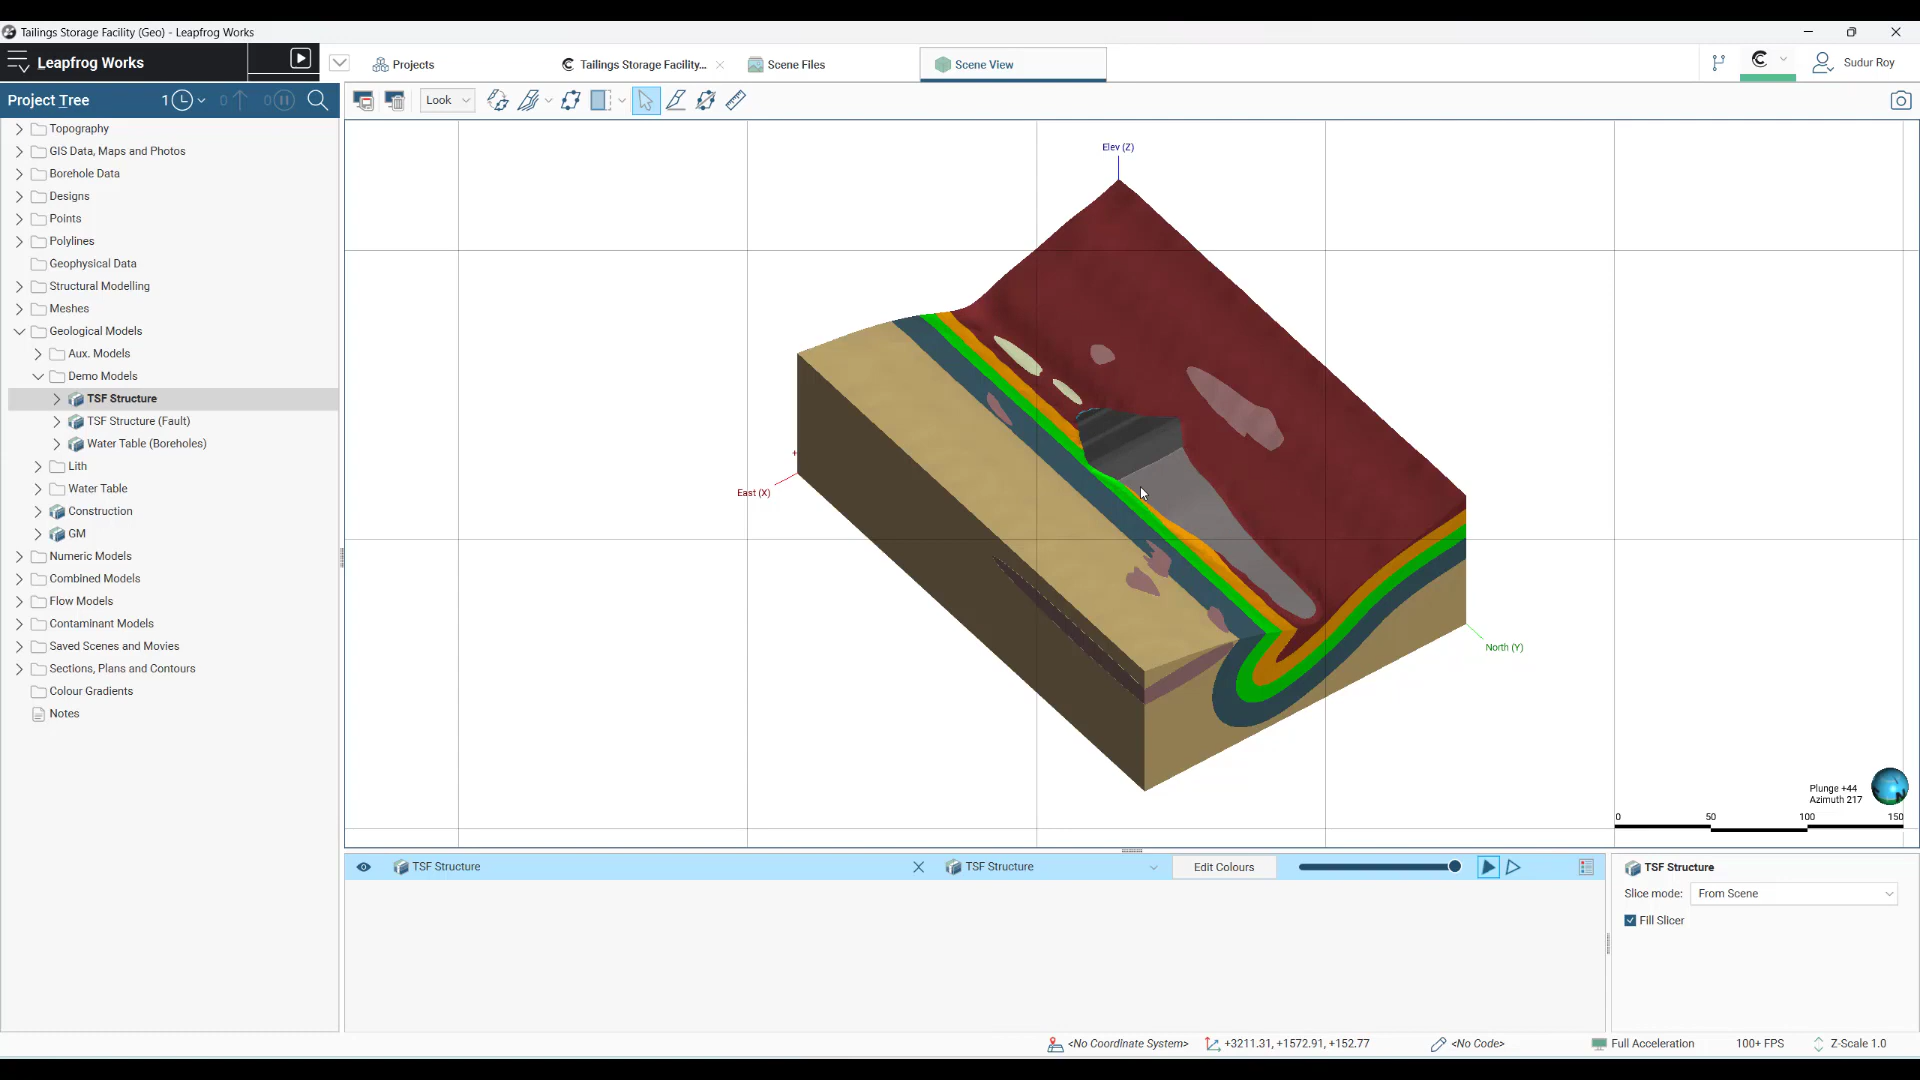 Tailings Storage Facility (Geo) - Leapfrog Works
Leapfrog Works
Projects
Tailings Storage Facility...
Scene Files
Scene View
Sudur Roy
Project Tree
1
0
0
Look
Topography
GIS Data, Maps and Photos
Borehole Data
Designs
Points
Polylines
Geophysical Data
Structural Modelling
Meshes
Geological Models
Aux. Models
Demo Models
TSF Structure
TSF Structure (Fault)
Water Table (Boreholes)
Lith
Water Table
Construction
GM
Numeric Models
Combined Models
Flow Models
Contaminant Models
Saved Scenes and Movies
Sections, Plans and Contours
Colour Gradients
Notes
Elev (Z)
+
East (X)
North (Y)
Plunge +44
Azimuth 217
0 50 100 150
TSF Structure
TSF Structure
Edit Colours
TSF Structure
Slice mode: From Scene
Fill Slicer
<No Coordinate System>
+3211.31, +1572.91, +152.77
<No Code>
Full Acceleration
100+ FPS
Z-Scale 1.0